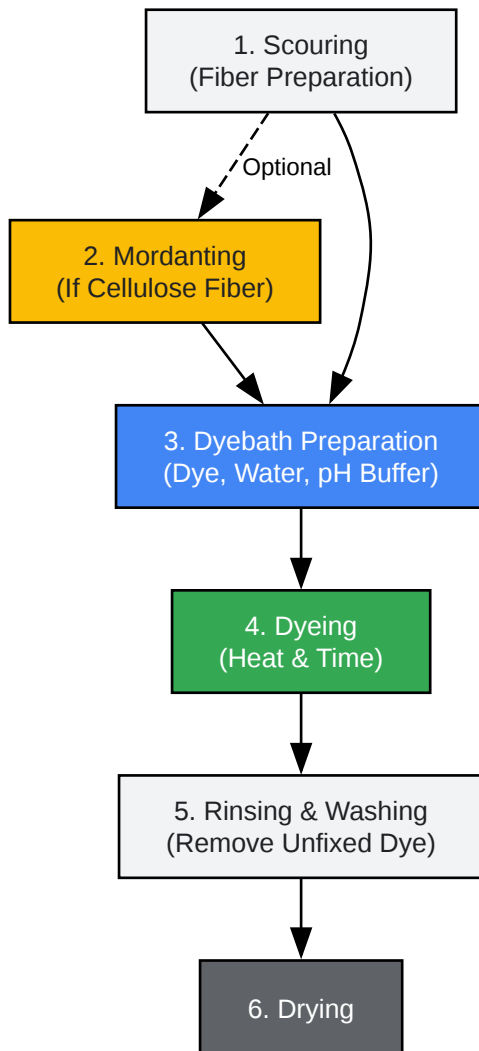 1. Scouring
(Fiber Preparation)
Optional
2. Mordanting
(If Cellulose Fiber)
3. Dyebath Preparation
(Dye, Water, pH Buffer)
4. Dyeing
(Heat & Time)
5. Rinsing & Washing
(Remove Unfixed Dye)
6. Drying